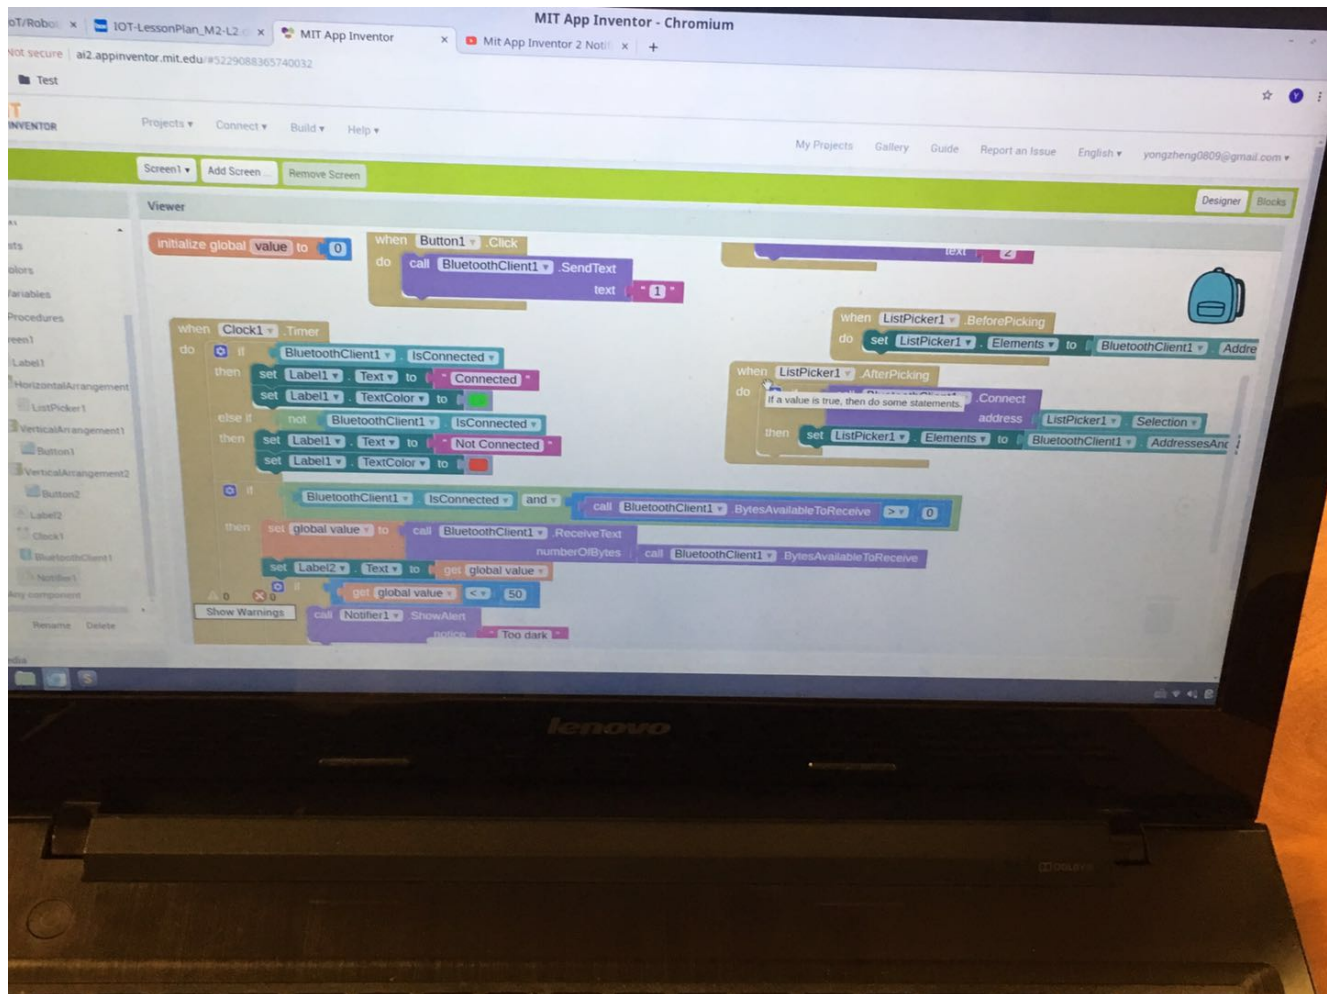 MIT App Inventor - Chromium
IOT-LessonPlan_M2-L2
MIT App Inventor
Mit App Inventor 2 Noti
Not secure ai2.appinventor.mit.edu/#5229088365740032
Test
INVENTOR
Projects Connect Build Help
My Projects Gallery Guide Report an Issue English yongzheng0809@gmail.com
Screen1 Add Screen ... Remove Screen
Designer Blocks
Viewer
initialize global value to 0
when Button1 .Click
do call BluetoothClient1 .SendText
text " 1 "
text 2
when ListPicker1 .BeforePicking
do set ListPicker1 . Elements to BluetoothClient1 . Addre
when Clock1 .Timer
do if BluetoothClient1 . IsConnected
then set Label1 . Text to " Connected "
set Label1 . TextColor to
else if not BluetoothClient1 . IsConnected
then set Label1 . Text to " Not Connected "
set Label1 . TextColor to
when ListPicker1 .AfterPicking
do .Connect
If a value is true, then do some statements.
address ListPicker1 . Selection
then set ListPicker1 . Elements to BluetoothClient1 . AddressesAnd
if BluetoothClient1 . IsConnected and call BluetoothClient1 .BytesAvailableToReceive > 0
then set global value to call BluetoothClient1 .ReceiveText
numberOfBytes call BluetoothClient1 .BytesAvailableToReceive
set Label2 . Text to get global value
if get global value < 50
call Notifier1 .ShowAlert
notice " Too dark "
0 0
Show Warnings
Procedures
Label1
HorizontalArrangement
ListPicker1
VerticalArrangement1
Button1
VerticalArrangement2
Button2
Label2
Clock1
BluetoothClient1
Notifier1
Any component
Rename Delete
lenovo